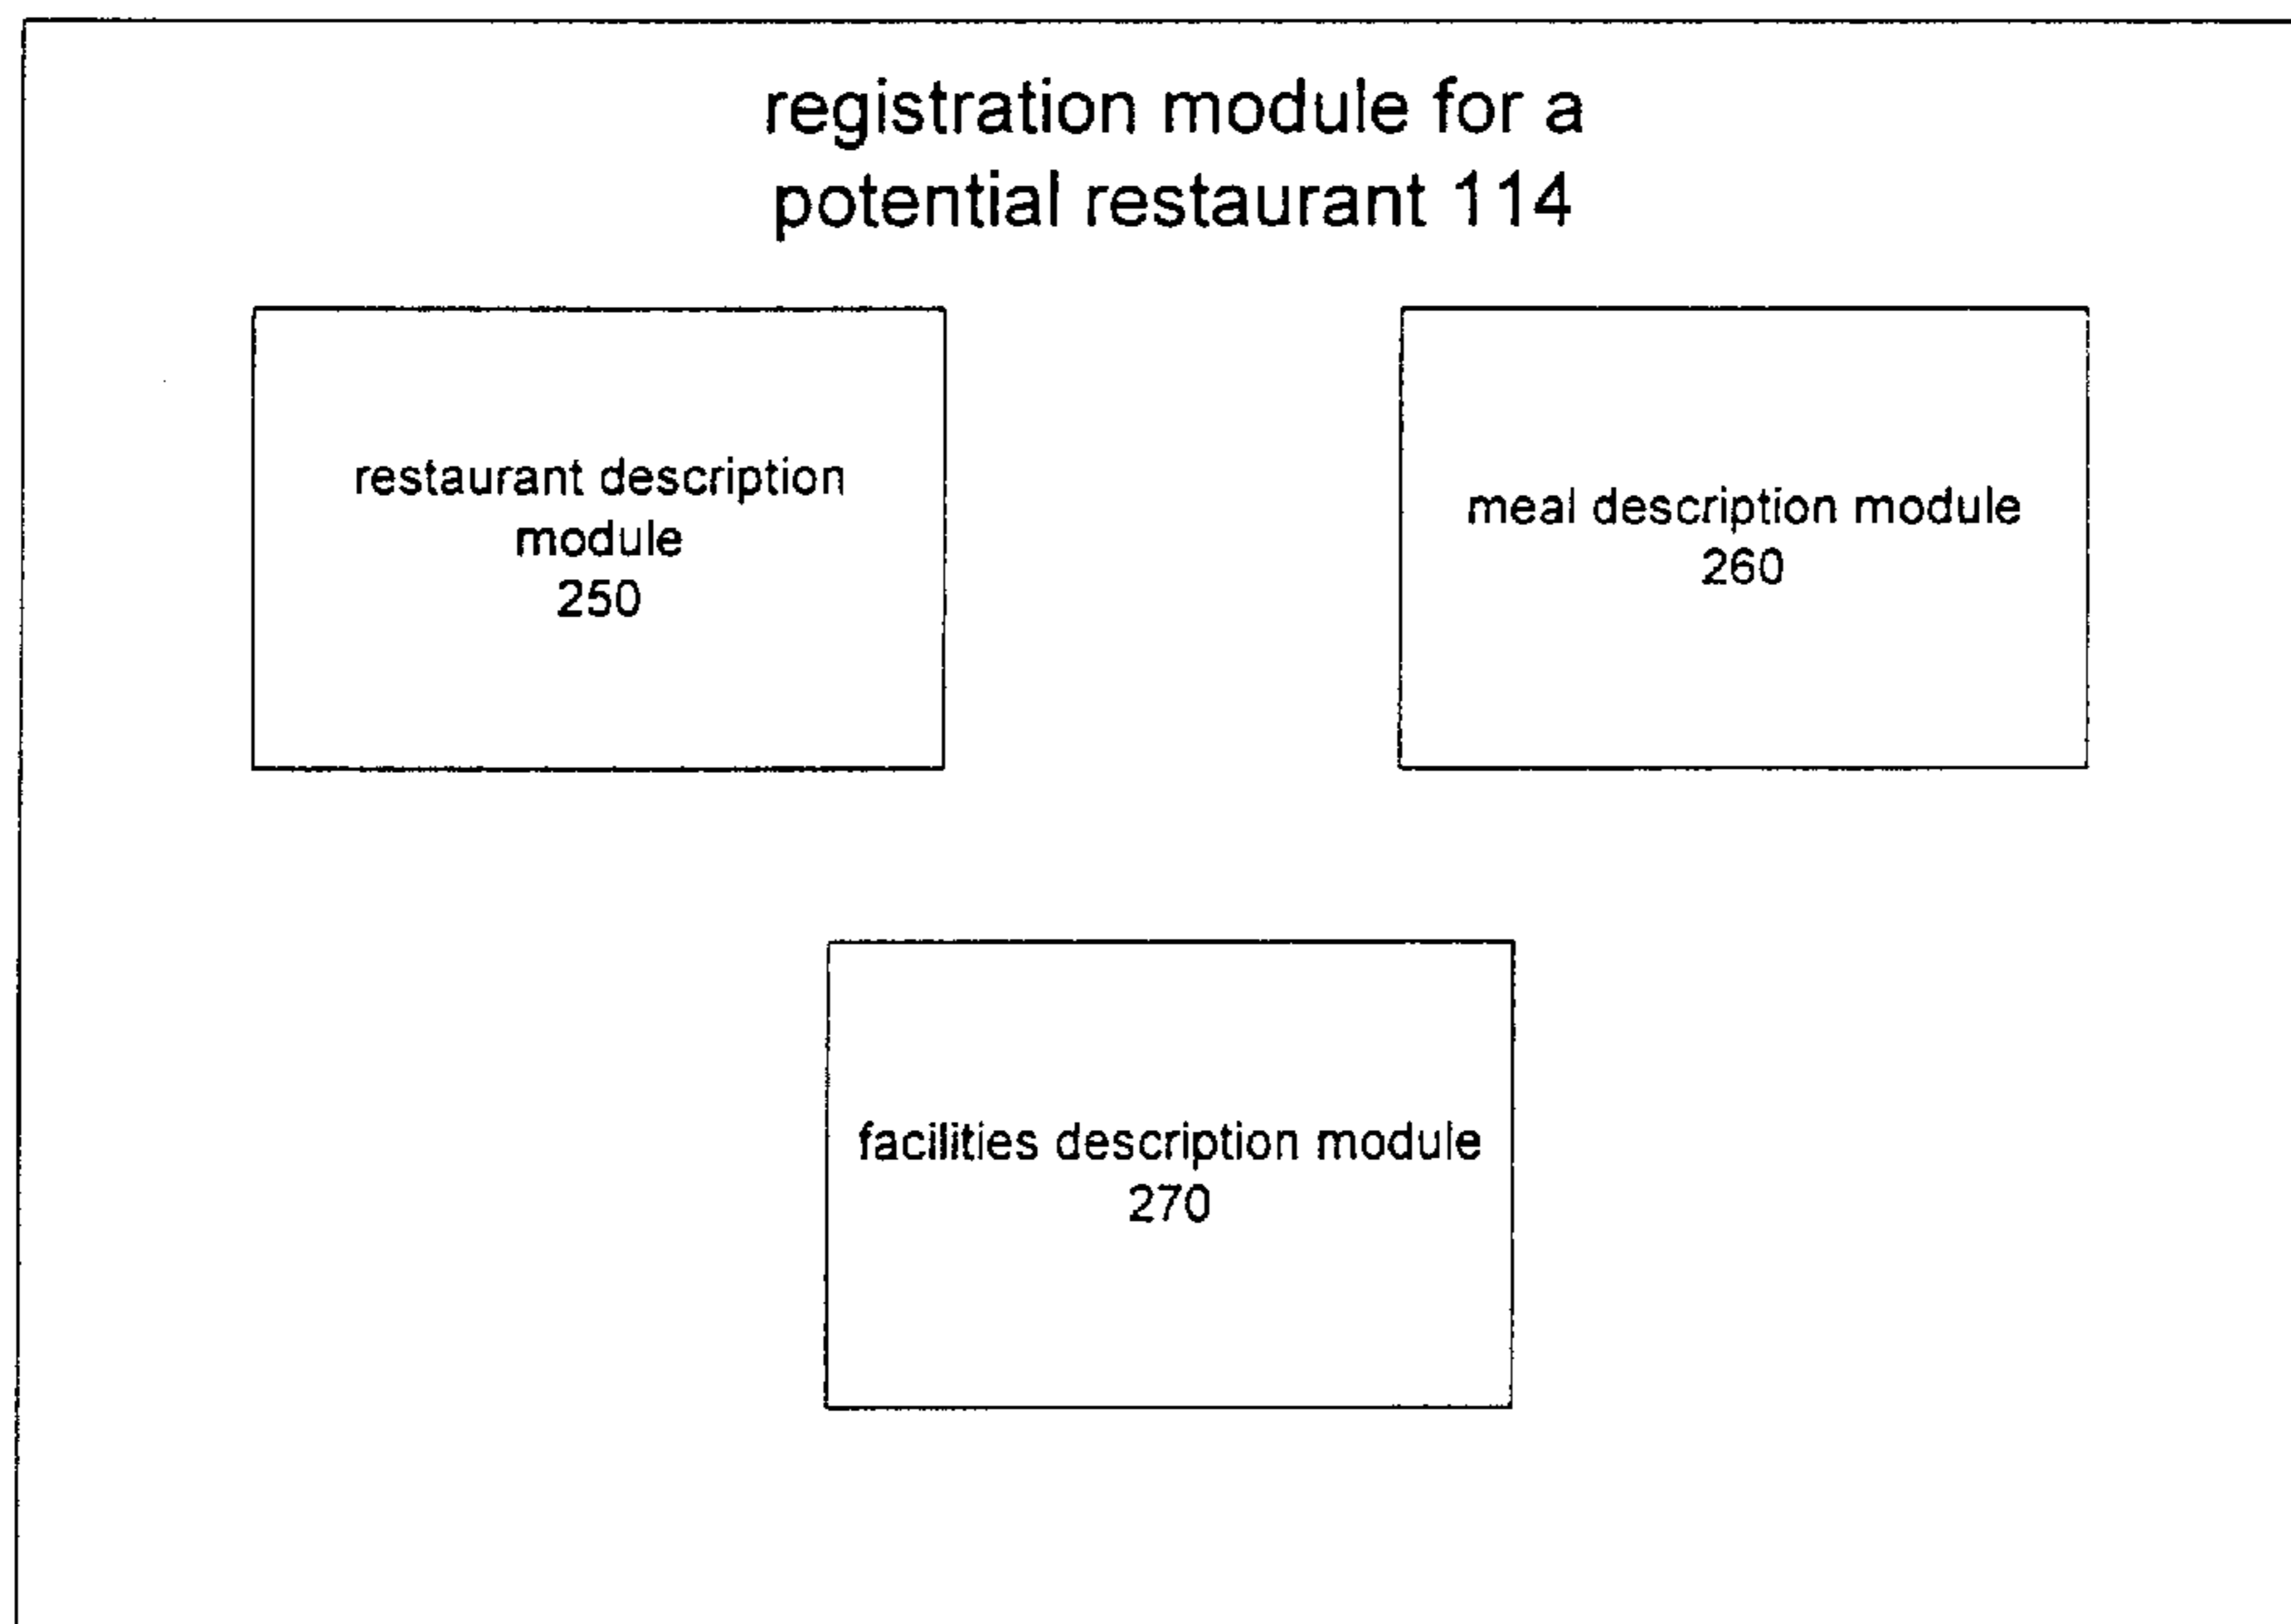 registration module for a
potential restaurant 114
restaurant description
module
250
meal description module
260
facilities description module
270